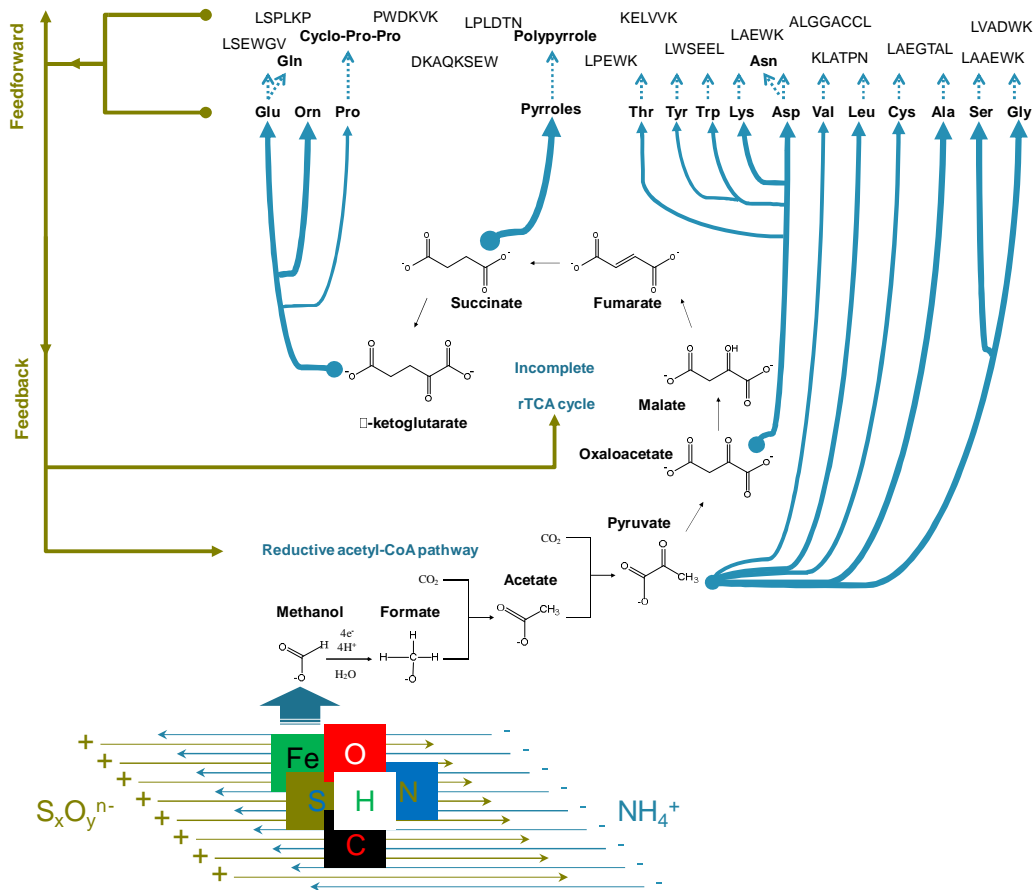 LSPLKP
PWDKVK
LPLDTN
KELVVK
ALGGACCL
LVADWK
LSEWGV
Cyclo-Pro-Pro
Polypyrrole
LWSEEL
LAEWK
LAEGTAL
Gln
DKAQKSEW
LPEWK
Asn
KLATPN
LAAEWK
Feedforward
Glu Orn Pro
Pyrroles
Thr Tyr Trp Lys Asp Val Leu Cys Ala Ser Gly
O
-O
O-
O
Succinate
O
-O
O-
O
Fumarate
Feedback
O
O
-O
O-
O
□-ketoglutarate
Incomplete
rTCA cycle
O
OH
-O
O-
O
Malate
Oxaloacetate
O
O
-O
O-
O
Pyruvate
Reductive acetyl-CoA pathway
CO2
CO2
Acetate
O
O
CH3
-O
O
CH3
-O
Methanol
Formate
O
H
-O
4e-
4H+
H2O
H
H C H
-O
+ + + + + + + +
- - - - - - - -
Fe
O
S
H
N
C
SxOyn-
NH4+